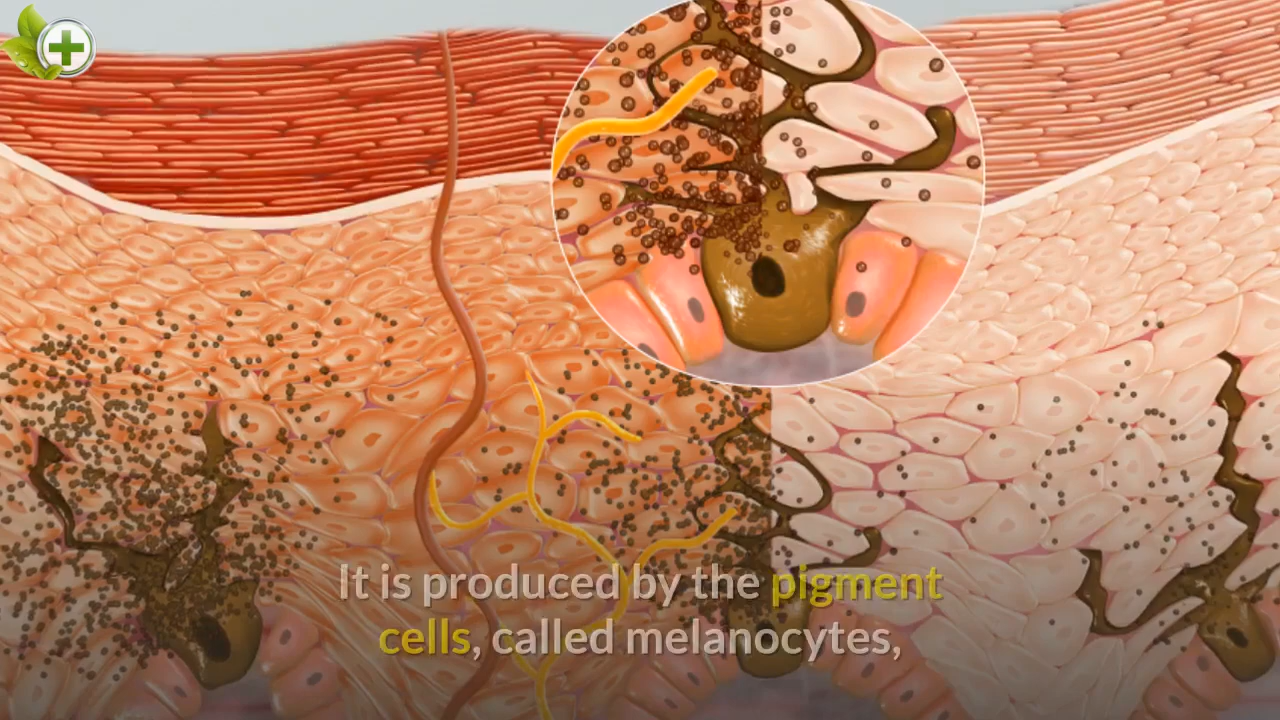 It is produced by the pigment
cells, called melanocytes,